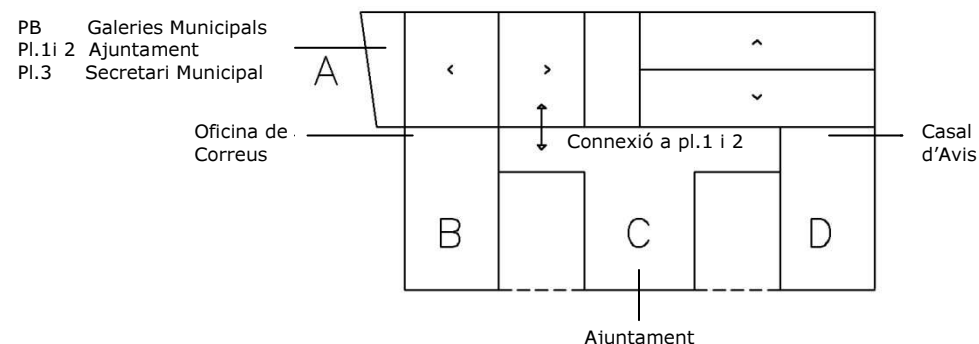 PB Galeries Municipals
Pl.1i 2 Ajuntament
Pl.3 Secretari Municipal
A
Oficina de
Correus
Connexió a pl.1 i 2
Casal
d'Avis
B
C
D
Ajuntament